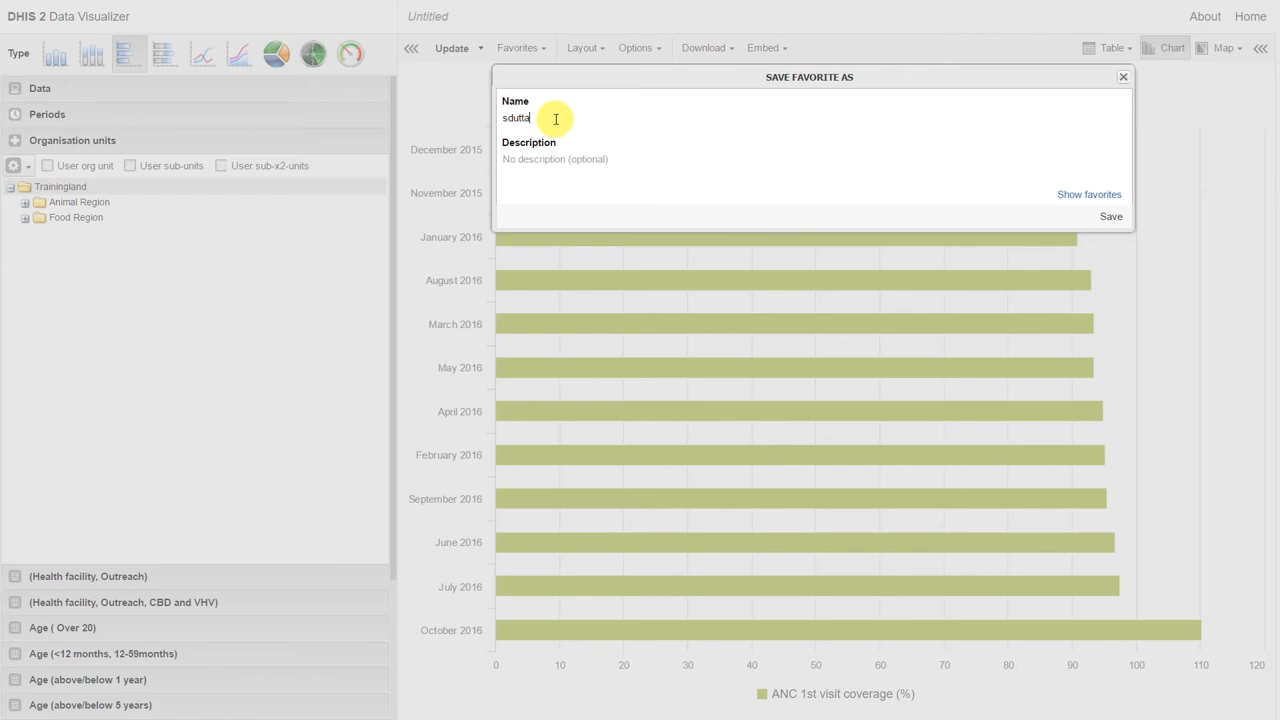 DHIS 2 Data Visualizer
Untitled
About
Home
Type
Update
Favorites
Layout
Options
Download
Embed
Table
Chart
Map
Data
Periods
Organisation units
User org unit
User sub-units
User sub-x2-units
Trainingland
Animal Region
Food Region
SAVE FAVORITE AS
Name
sdutta
Description
No description (optional)
Show favorites
Save
December 2015
November 2015
January 2016
August 2016
March 2016
May 2016
April 2016
February 2016
September 2016
June 2016
July 2016
October 2016
0 10 20 30 40 50 60 70 80 90 100 110 120
ANC 1st visit coverage (%)
(Health facility, Outreach)
(Health facility, Outreach, CBD and VHV)
Age ( Over 20)
Age (<12 months, 12-59months)
Age (above/below 1 year)
Age (above/below 5 years)